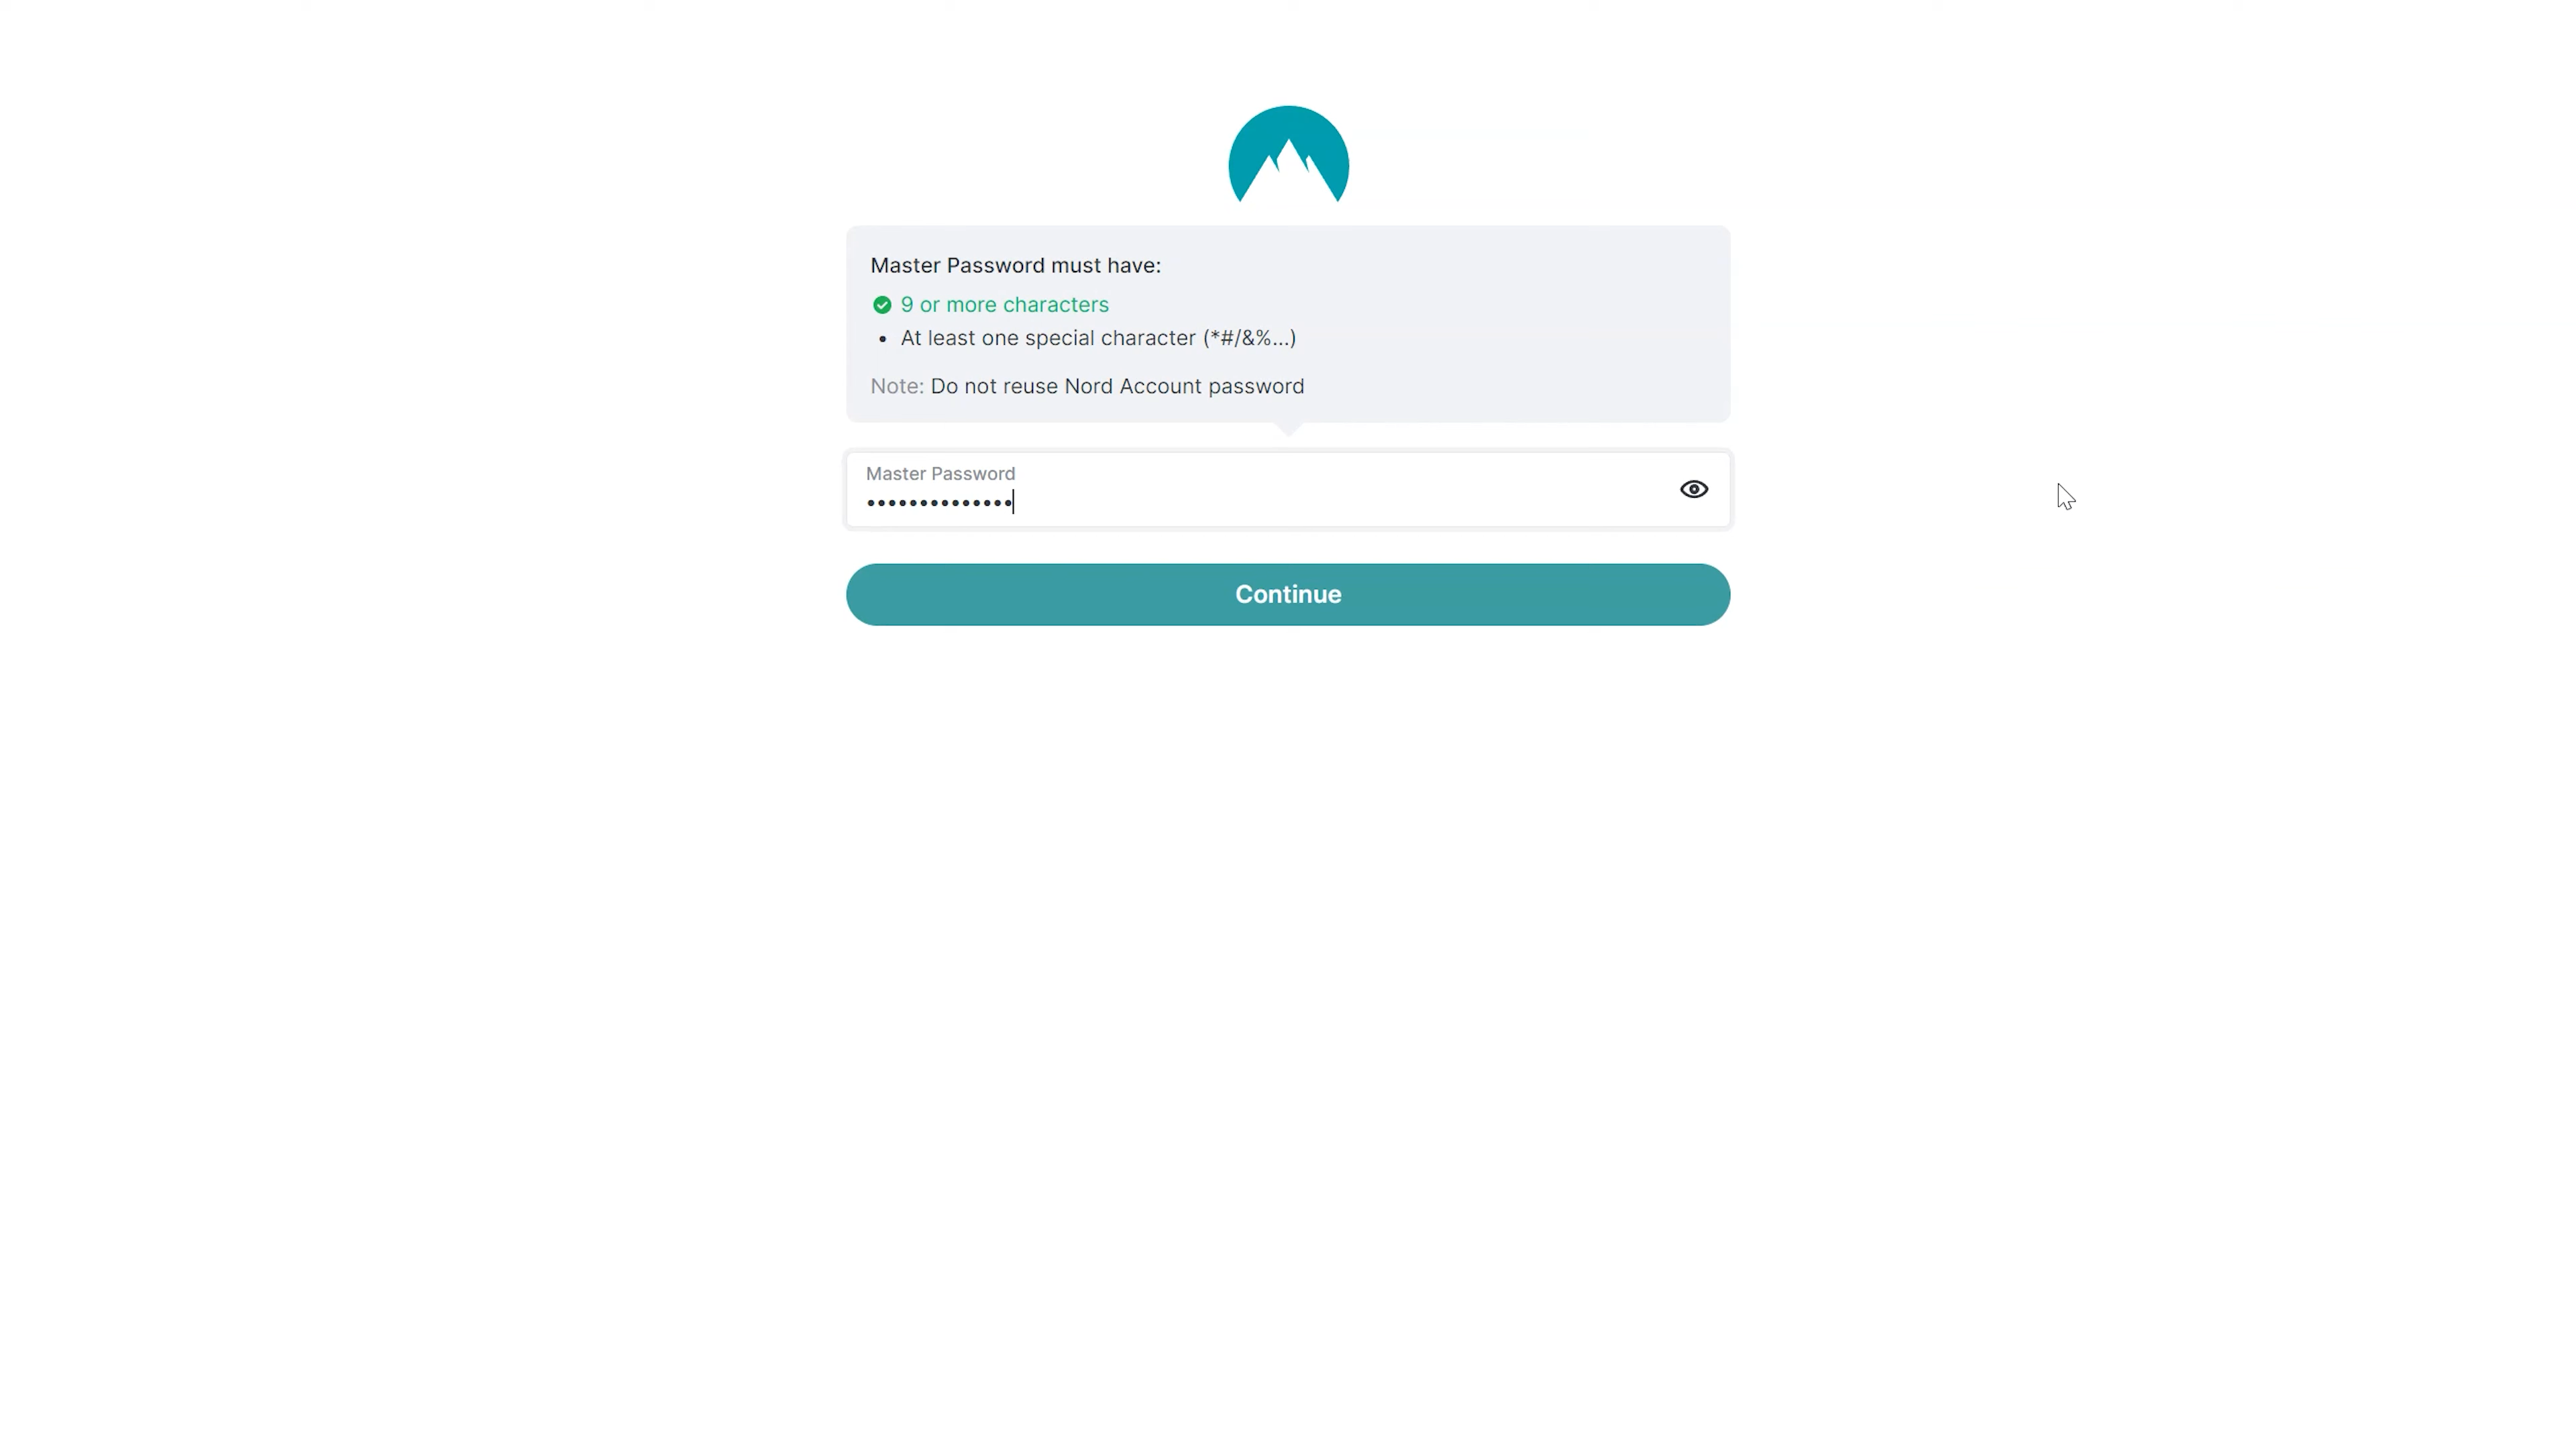 Master Password must have:
9 or more characters
• At least one special character (*#/&%...)
Note: Do not reuse Nord Account password
Master Password
••••••••••••••
Continue